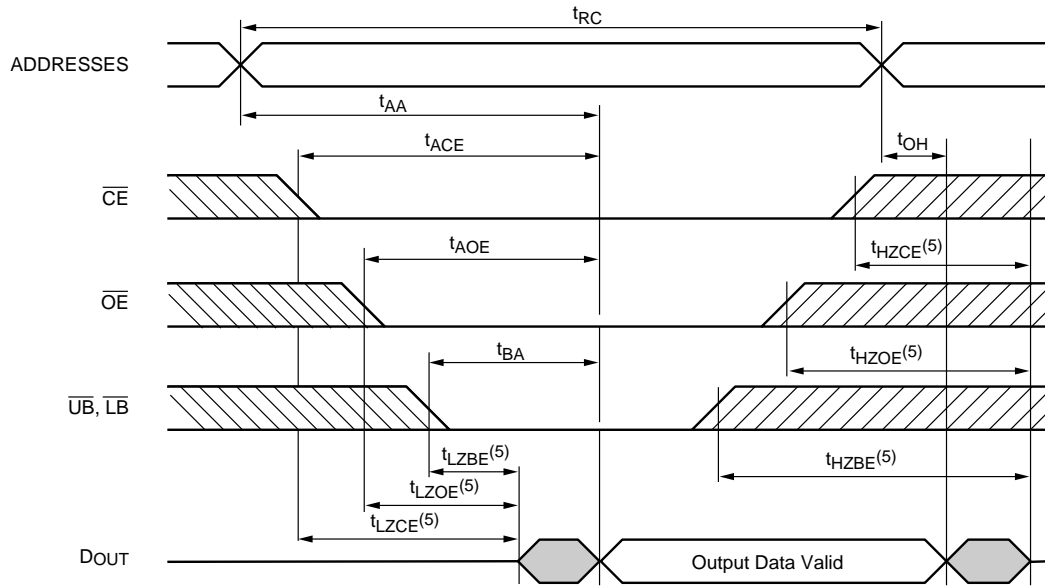 tRC
ADDRESSES
tAA
tACE
tOH
CE
tAOE
tHZCE(5)
OE
tBA
tHZOE(5)
UB, LB
tLZBE(5)
tHZBE(5)
tLZOE(5)
tLZCE(5)
DOUT
Output Data Valid